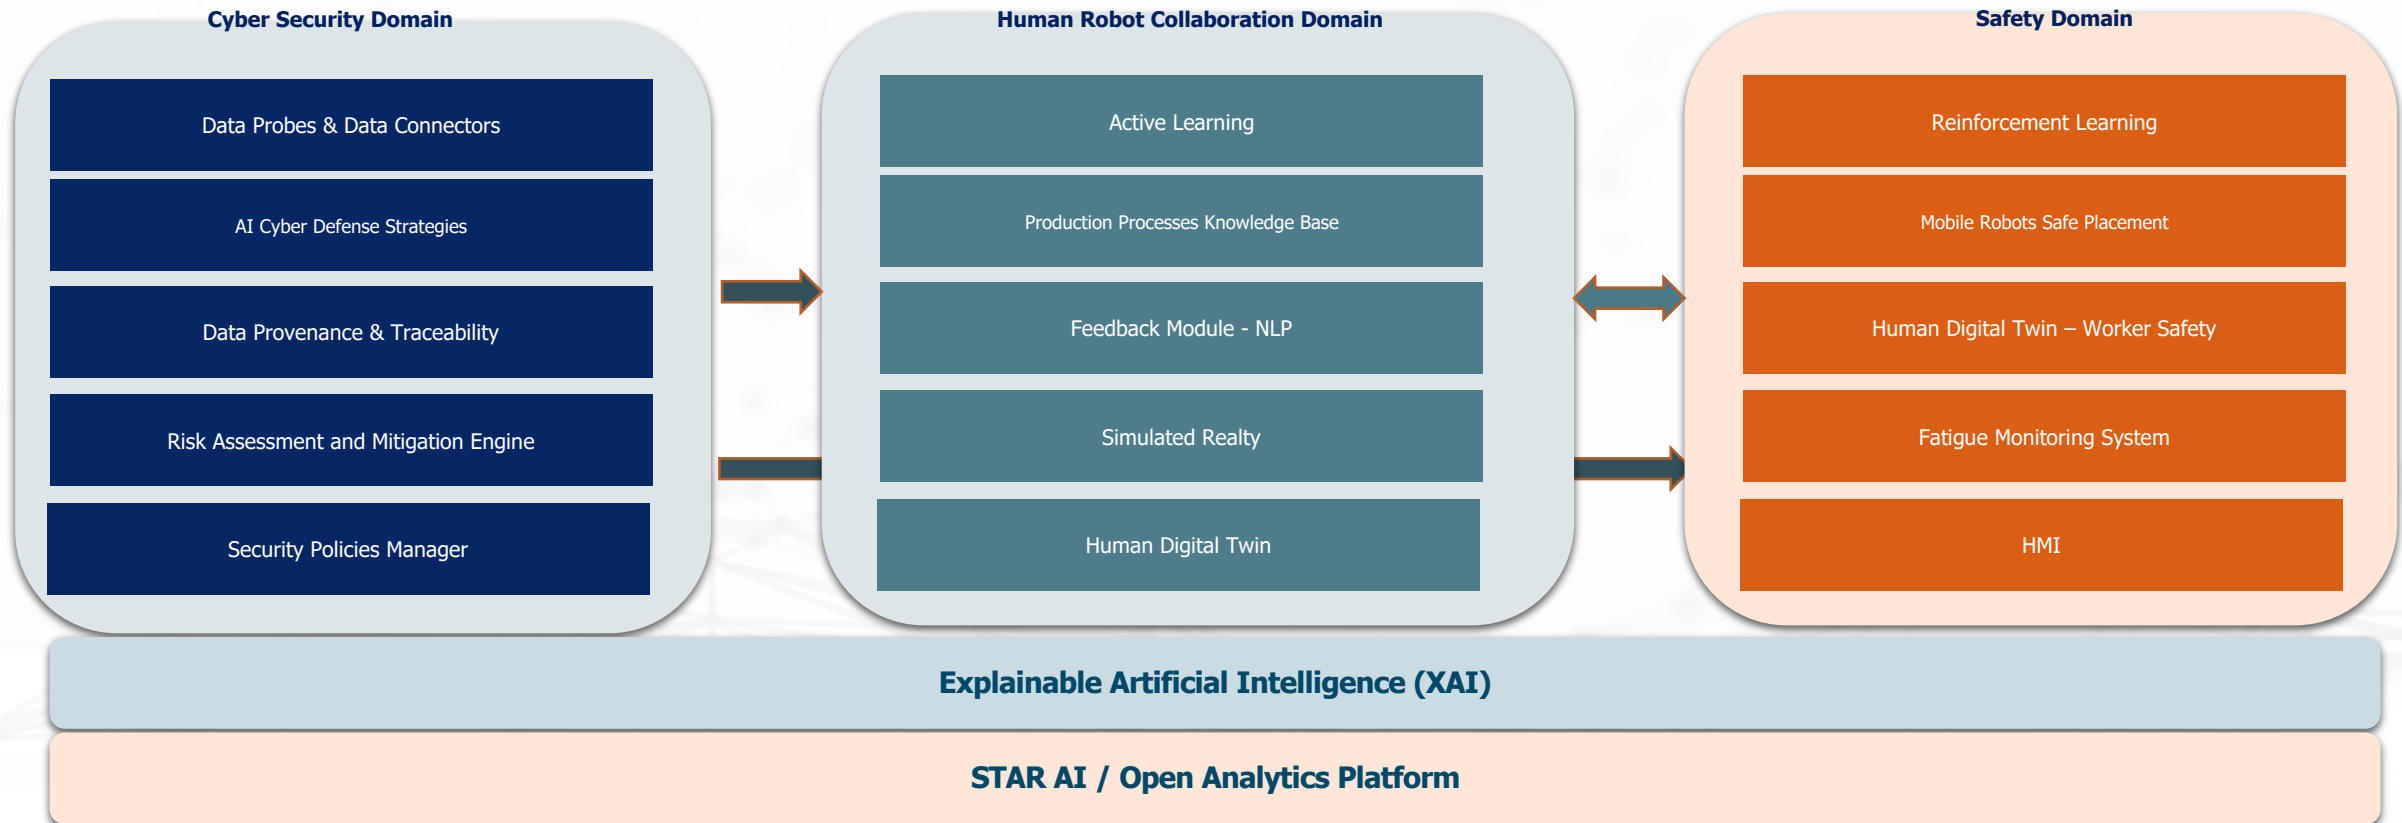 Cyber Security Domain
Data Probes & Data Connectors
AI Cyber Defense Strategies
Data Provenance & Traceability
Risk Assessment and Mitigation Engine
Security Policies Manager
Human Robot Collaboration Domain
Active Learning
Production Processes Knowledge Base
Feedback Module - NLP
Simulated Realty
Human Digital Twin
Safety Domain
Reinforcement Learning
Mobile Robots Safe Placement
Human Digital Twin – Worker Safety
Fatigue Monitoring System
HMI
Explainable Artificial Intelligence (XAI)
STAR AI / Open Analytics Platform